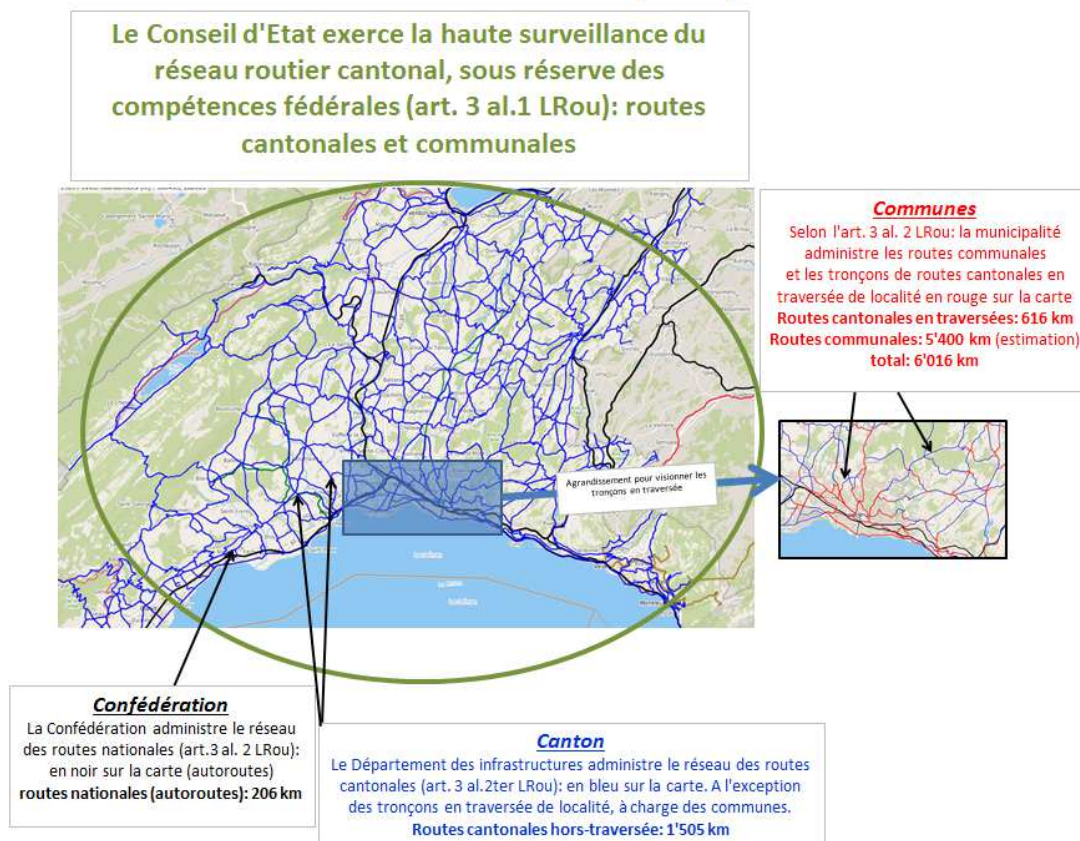 Le Conseil d'Etat exerce la haute surveillance du
réseau routier cantonal, sous réserve des
compétences fédérales (art. 3 al.1 LRou): routes
cantonales et communales
Communes
Selon l'art. 3 al. 2 LRou: la municipalité
administre les routes communales
et les tronçons de routes cantonales en
traversée de localité en rouge sur la carte
Routes cantonales en traversées: 616 km
Routes communales: 5'400 km (estimation)
total: 6'016 km
Agrandissement pour visionner les
tronçons en traversée
Confédération
La Confédération administre le réseau
des routes nationales (art.3 al. 2 LRou):
en noir sur la carte (autoroutes)
routes nationales (autoroutes): 206 km
Canton
Le Département des infrastructures administre le réseau des routes
cantonales (art. 3 al.2ter LRou): en bleu sur la carte. A l'exception
des tronçons en traversée de localité, à charge des communes.
Routes cantonales hors-traversée: 1'505 km